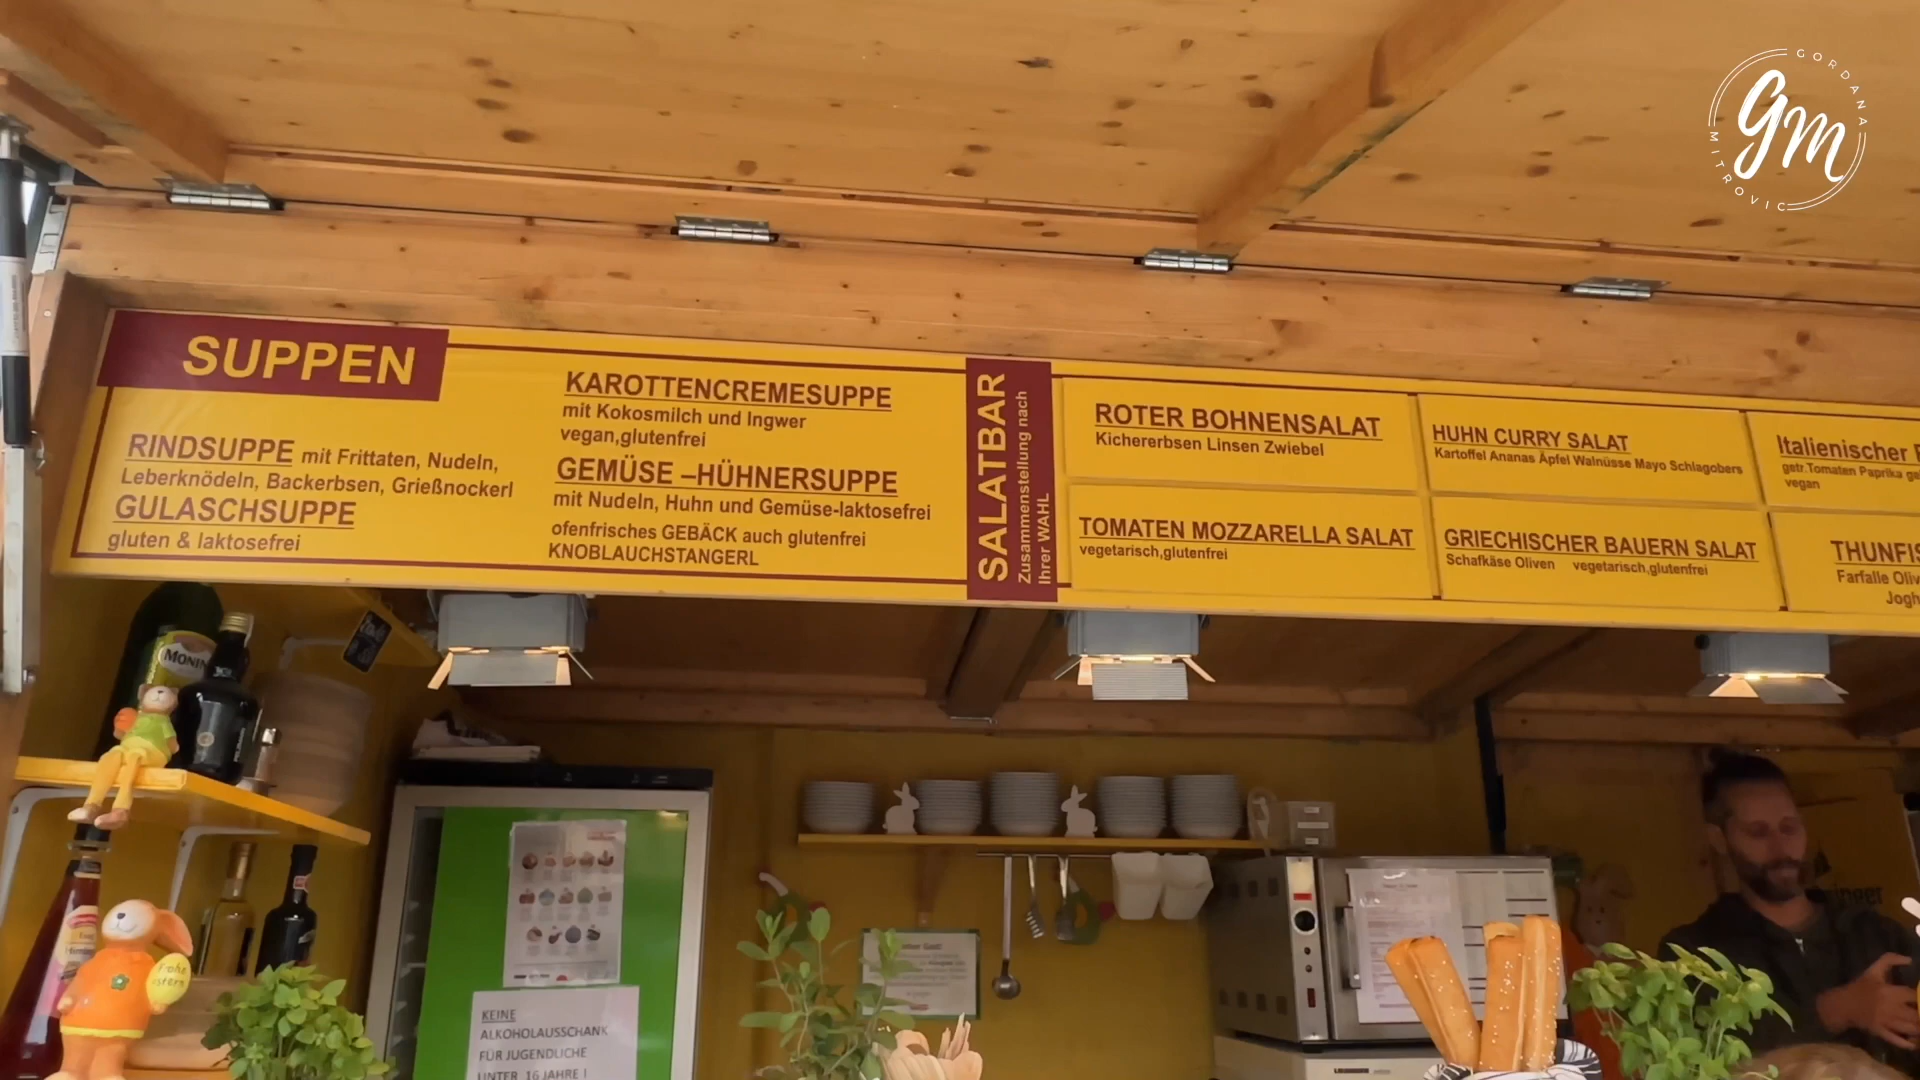 GORDANA
GM
MITROVIC
SUPPEN
RINDSUPPE mit Frittaten, Nudeln,
Leberknödeln, Backerbsen, Grießnockerl
GULASCHSUPPE
gluten & laktosefrei
KAROTTENCREMESUPPE
mit Kokosmilch und Ingwer
vegan,glutenfrei
GEMÜSE –HÜHNERSUPPE
mit Nudeln, Huhn und Gemüse-laktosefrei
ofenfrisches GEBÄCK auch glutenfrei
KNOBLAUCHSTANGERL
SALATBAR
Zusammenstellung nach
Ihrer WAHL
ROTER BOHNENSALAT
Kichererbsen Linsen Zwiebel
TOMATEN MOZZARELLA SALAT
vegetarisch,glutenfrei
HUHN CURRY SALAT
Kartoffel Ananas Äpfel Walnüsse Mayo Schlagobers
GRIECHISCHER BAUERN SALAT
Schafkäse Oliven vegetarisch,glutenfrei
Italienischer
getr.Tomaten Paprika
vegan
THUNFIS
Farfalle
MONIN
Frohe
KEINE
ALKOHOLAUSSCHANK
FÜR JUGENDLICHE
UNTER 16 JAHRE